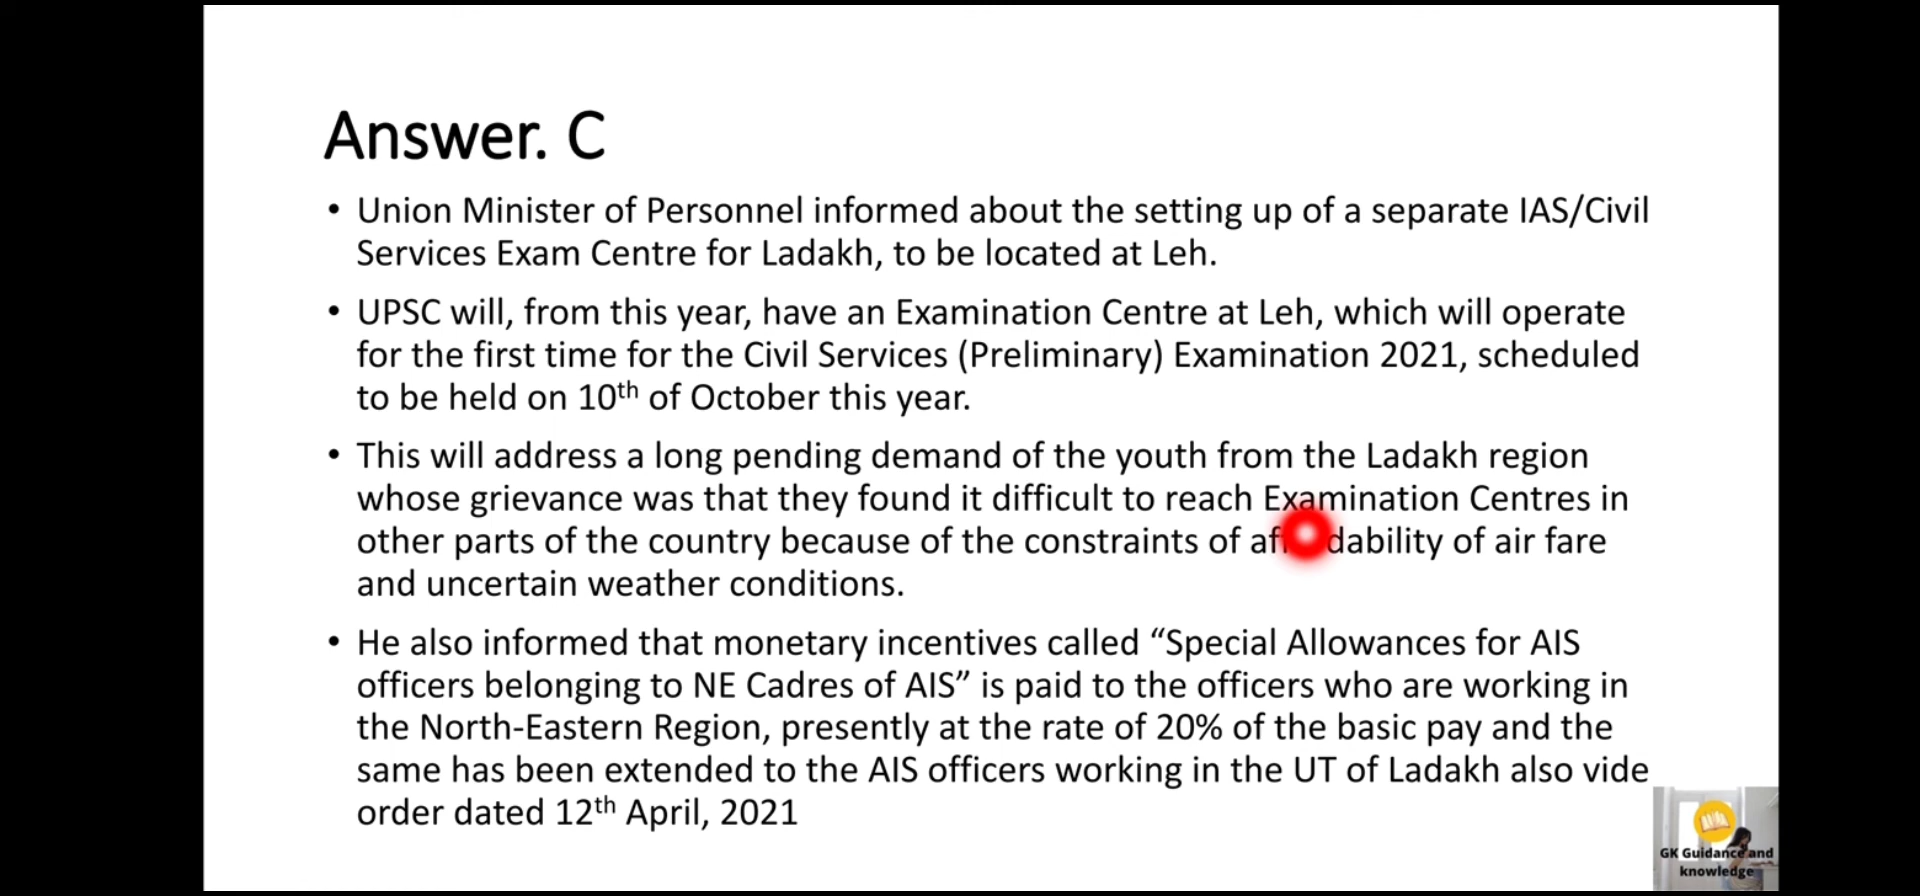 Answer. C
• Union Minister of Personnel informed about the setting up of a separate IAS/Civil
Services Exam Centre for Ladakh, to be located at Leh.
• UPSC will, from this year, have an Examination Centre at Leh, which will operate
for the first time for the Civil Services (Preliminary) Examination 2021, scheduled
to be held on 10th of October this year.
• This will address a long pending demand of the youth from the Ladakh region
whose grievance was that they found it difficult to reach Examination Centres in
other parts of the country because of the constraints of affordability of air fare
and uncertain weather conditions.
• He also informed that monetary incentives called “Special Allowances for AIS
officers belonging to NE Cadres of AIS” is paid to the officers who are working in
the North-Eastern Region, presently at the rate of 20% of the basic pay and the
same has been extended to the AIS officers working in the UT of Ladakh also vide
order dated 12th April, 2021
GK Guidance and
knowledge